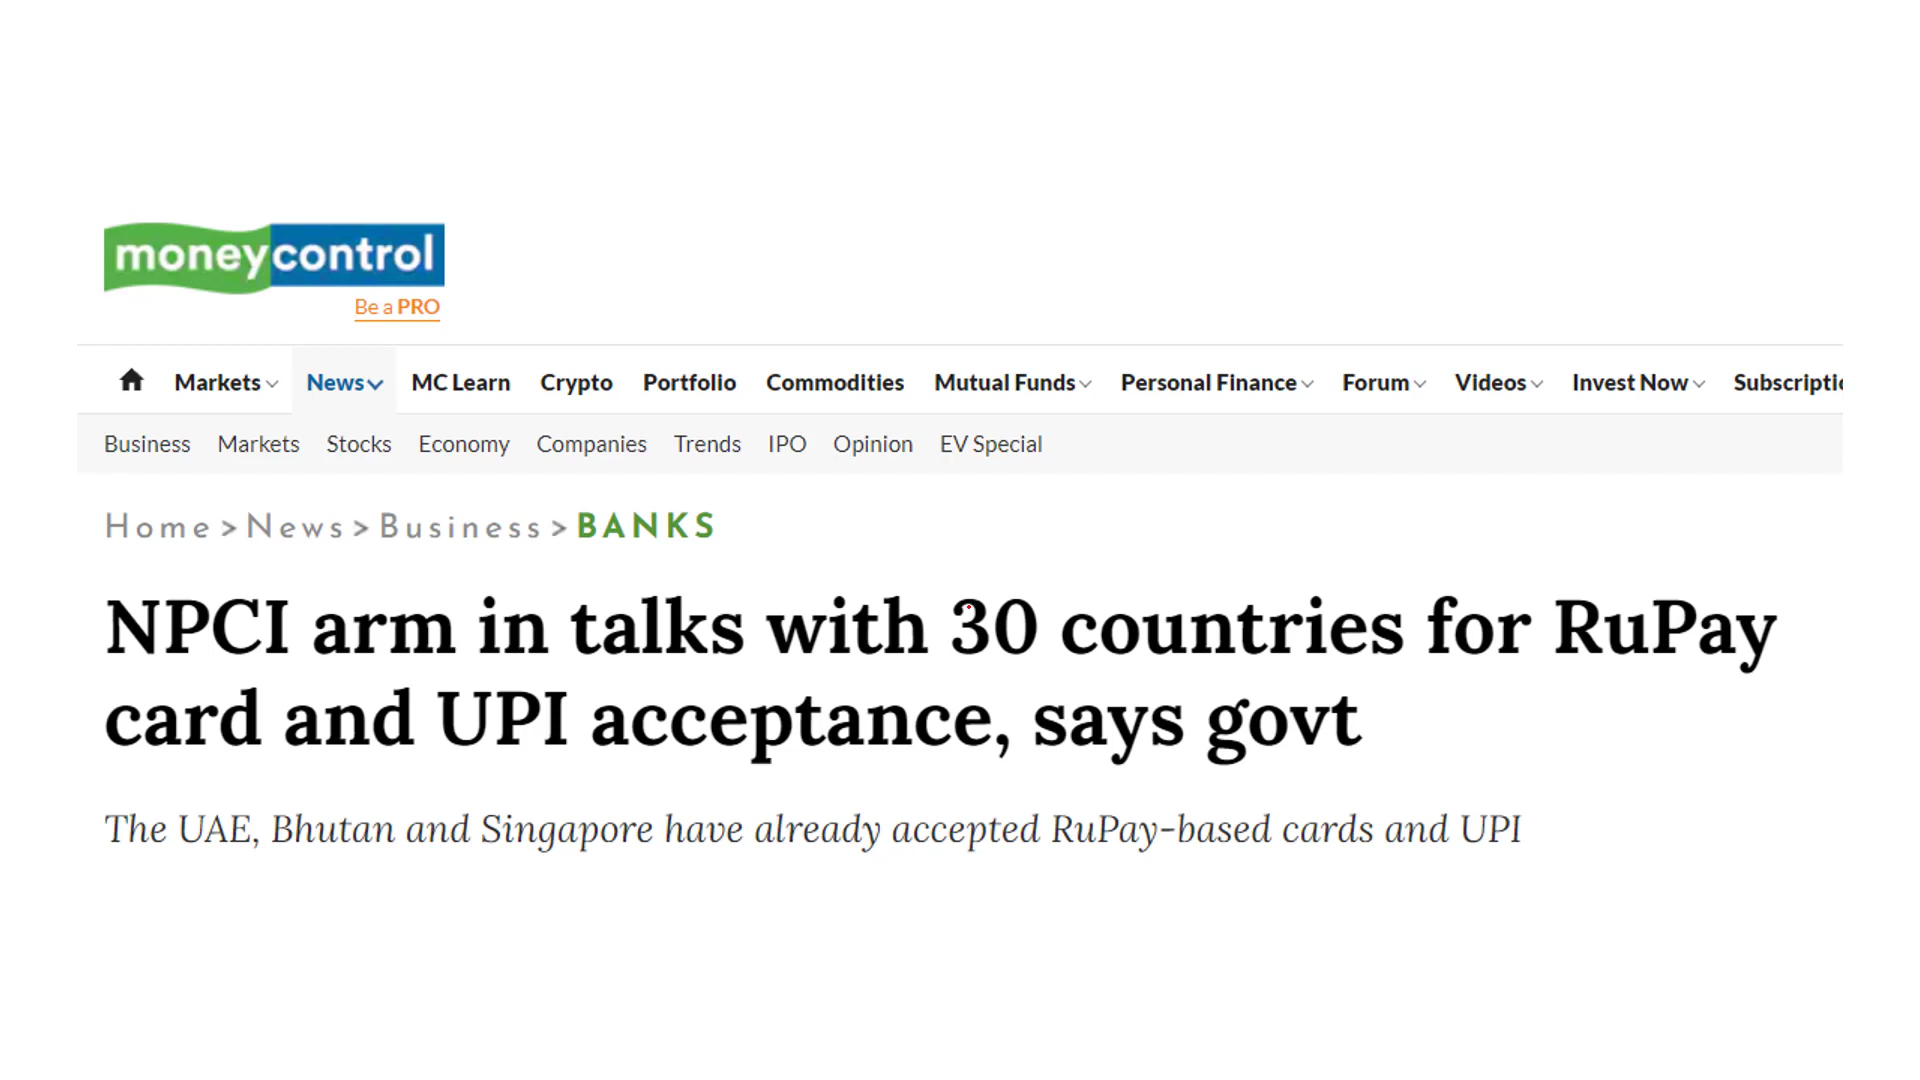 moneycontrol
Be a PRO
Markets News MC Learn Crypto Portfolio Commodities Mutual Funds Personal Finance Forum Videos Invest Now Subscriptio
Business Markets Stocks Economy Companies Trends IPO Opinion EV Special
Home > News > Business > BANKS
NPCI arm in talks with 30 countries for RuPay
card and UPI acceptance, says govt
The UAE, Bhutan and Singapore have already accepted RuPay-based cards and UPI